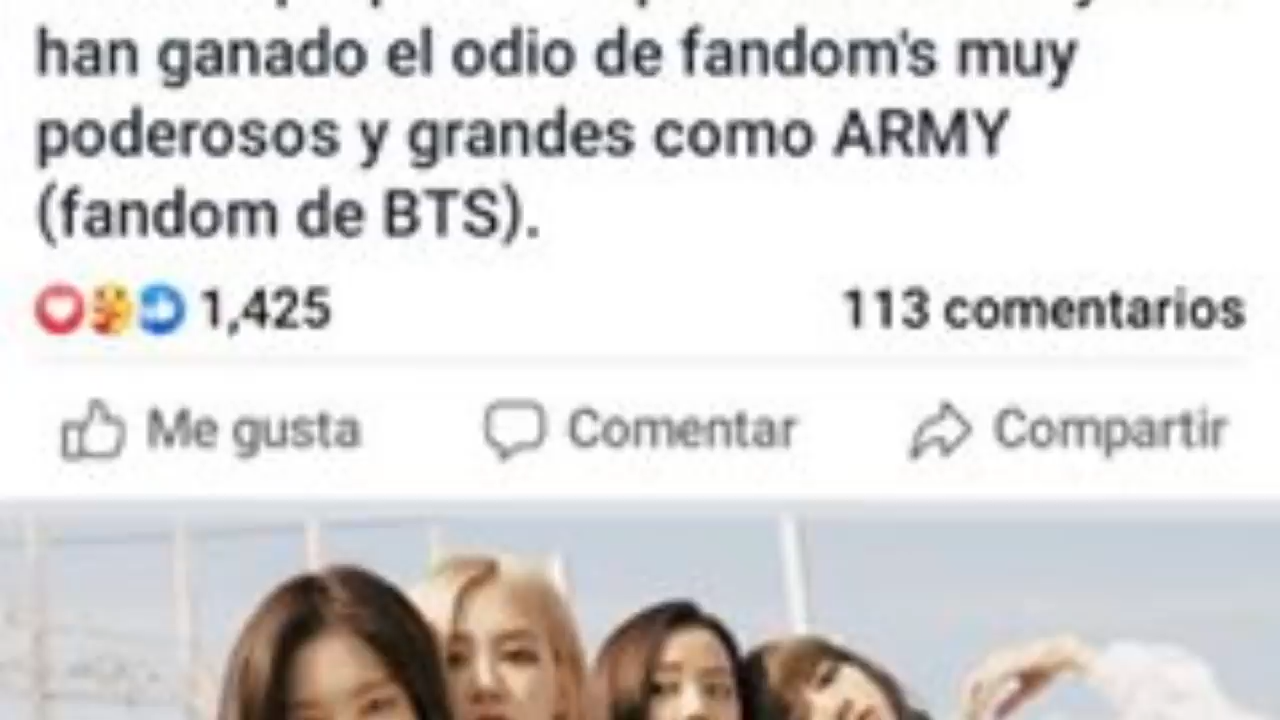 han ganado el odio de fandom's muy
poderosos y grandes como ARMY
(fandom de BTS).
1,425 113 comentarios
Me gusta Comentar Compartir